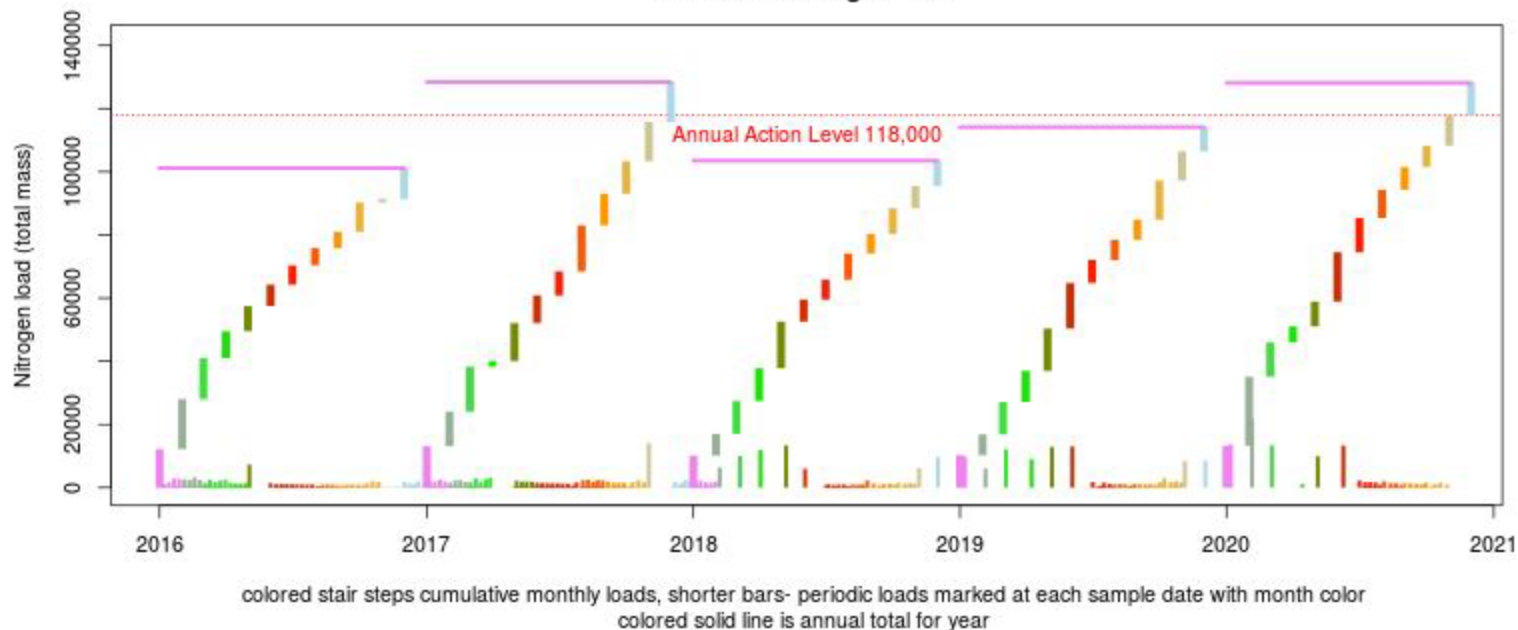 140000
Annual Action Level 118,000
100000
Nitrogen load (total mass)
60000
20000
0
2016 2017 2018 2019 2020 2021
colored stair steps cumulative monthly loads, shorter bars- periodic loads marked at each sample date with month color
colored solid line is annual total for year